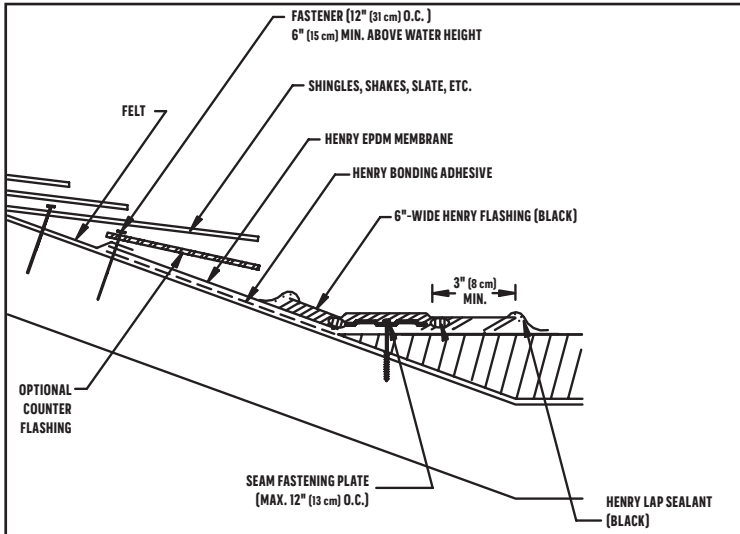 FASTENER (12" (31 cm) O.C. )
6" (15 cm) MIN. ABOVE WATER HEIGHT
SHINGLES, SHAKES, SLATE, ETC.
FELT
HENRY EPDM MEMBRANE
HENRY BONDING ADHESIVE
6"-WIDE HENRY FLASHING (BLACK)
3" (8 cm)
MIN.
OPTIONAL
COUNTER
FLASHING
SEAM FASTENING PLATE
(MAX. 12" (13 cm) O.C.)
HENRY LAP SEALANT
(BLACK)